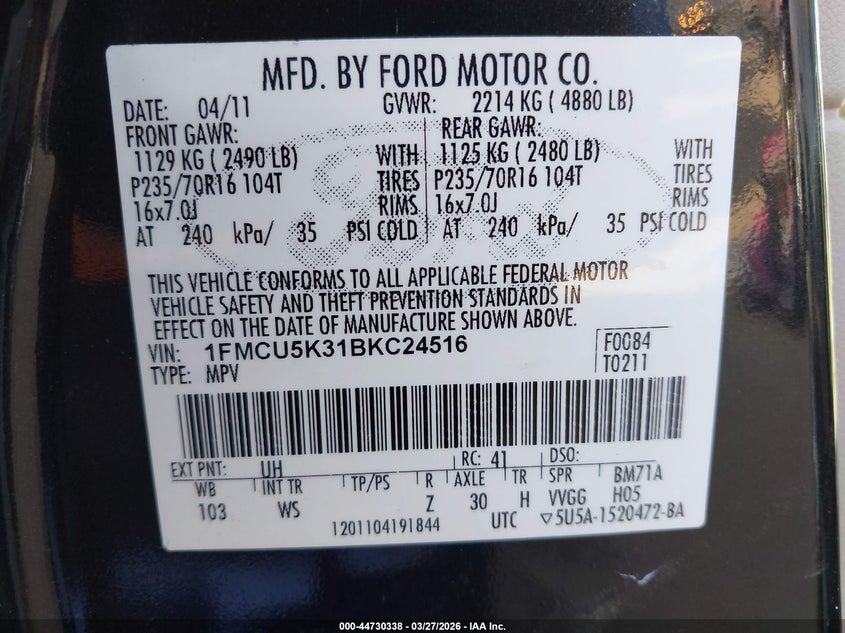 MFD. BY FORD MOTOR CO.
DATE: 04/11 GVWR: 2214 KG ( 4880 LB)
FRONT GAWR: REAR GAWR:
1129 KG ( 2490 LB) WITH 1125 KG ( 2480 LB) WITH
P235/70R16 104T TIRES P235/70R16 104T TIRES
16x7.0J RIMS 16x7.0J RIMS
AT 240 kPa/ 35 PSI COLD AT 240 kPa/ 35 PSI COLD
THIS VEHICLE CONFORMS TO ALL APPLICABLE FEDERAL MOTOR
VEHICLE SAFETY AND THEFT PREVENTION STANDARDS IN
EFFECT ON THE DATE OF MANUFACTURE SHOWN ABOVE.
VIN: 1FMCU5K31BKC24516 F0084
TYPE: MPV T0211
EXT PNT: UH RC: 41 DSO:
WB INT TR TP/PS R AXLE TR SPR BM71A
103 WS Z 30 H VVGG H05
1201104191844 UTC ▽5U5A-1520472-BA
000-44730338 - 03/27/2026 - IAA Inc.